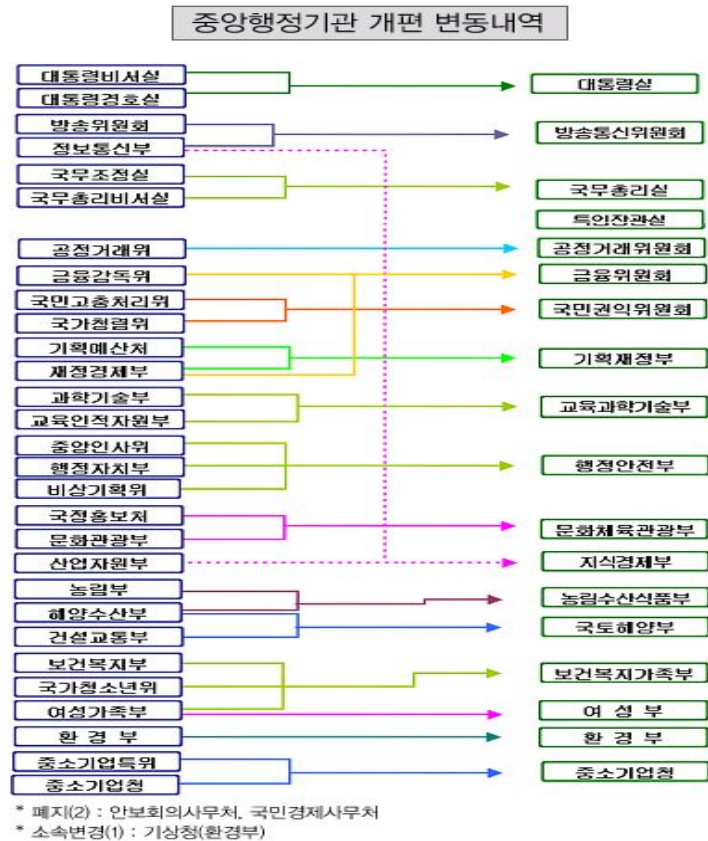 중앙행정기관 개편 변동내역
대통령비서실
대통령경호실
대통령실
방송위원회
정보통신부
방송통신위원회
국무조정실
국무총리비서실
국무총리실
특임장관실
공정거래위
공정거래위원회
금융감독위
금융위원회
국민고충처리위
국가청렴위
국민권익위원회
기획예산처
재정경제부
기획재정부
과학기술부
교육인적자원부
교육과학기술부
중앙인사위
행정자치부
비상기획위
행정안전부
국정홍보처
문화관광부
문화체육관광부
산업자원부
지식경제부
농림부
해양수산부
건설교통부
농림수산식품부
국토해양부
보건복지부
국가청소년위
여성가족부
보건복지가족부
여 성 부
환 경 부
환 경 부
중소기업특위
중소기업청
중소기업청
* 폐지(2) : 안보회의사무처, 국민경제사무처
* 소속변경(1) : 기상청(환경부)